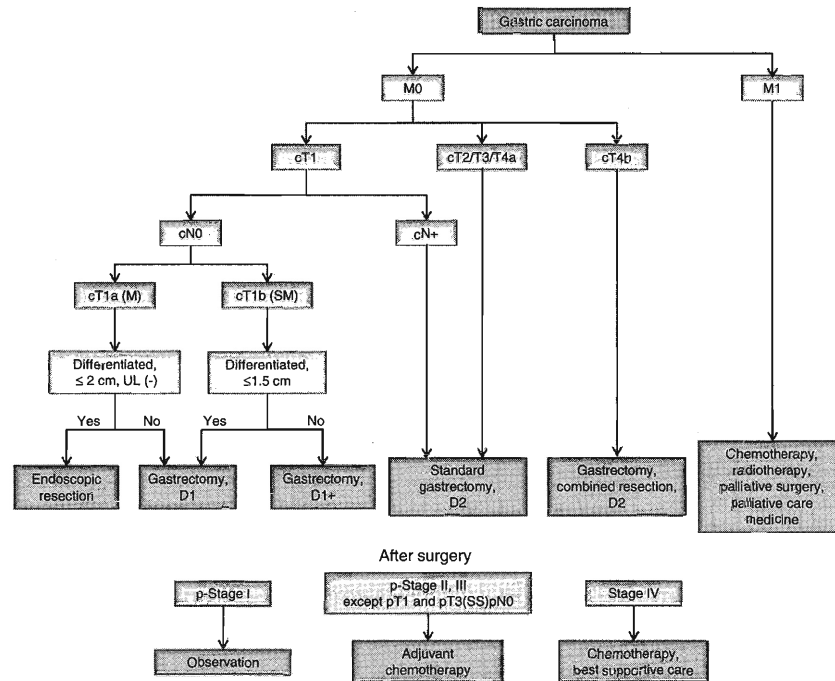 Gastric carcinoma
M0
M1
cT1
cT2/T3/T4a
cT4b
cN0
cN+
cT1a (M)
cT1b (SM)
Differentiated,
≤ 2 cm, UL (-)
Differentiated,
≤1.5 cm
Yes
No
Yes
No
Endoscopic
resection
Gastrectomy,
D1
Gastrectomy,
D1+
Standard
gastrectomy,
D2
Gastrectomy,
combined resection,
D2
Chemotherapy,
radiotherapy,
palliative surgery,
palliative care
medicine
After surgery
p-Stage I
p-Stage II, III
except pT1 and pT3(SS)pN0
Stage IV
Observation
Adjuvant
chemotherapy
Chemotherapy,
best supportive care